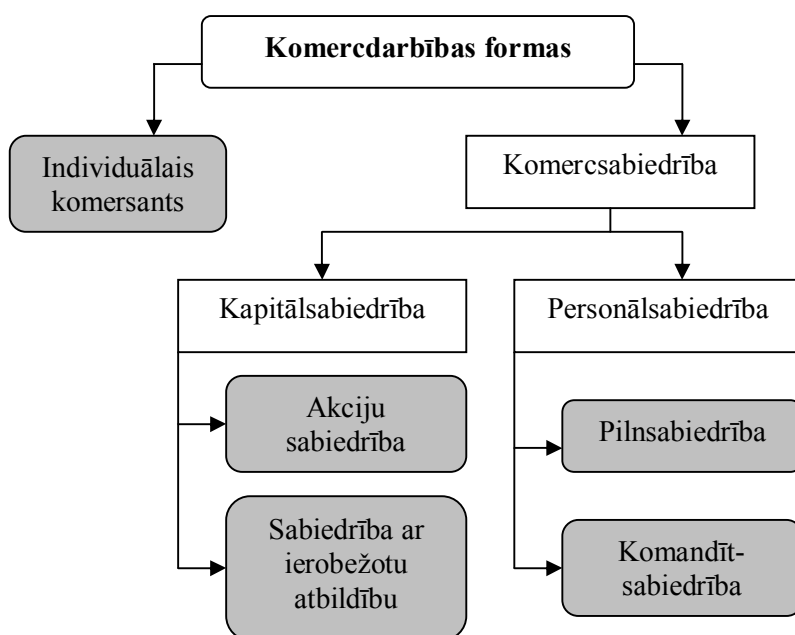 Komercdarbības formas
Individuālais
komersants
Komercsabiedrība
Kapitālsabiedrība
Personālsabiedrība
Akciju
sabiedrība
Pilnsabiedrība
Sabiedrība ar
ierobežotu
atbildību
Komandīt-
sabiedrība